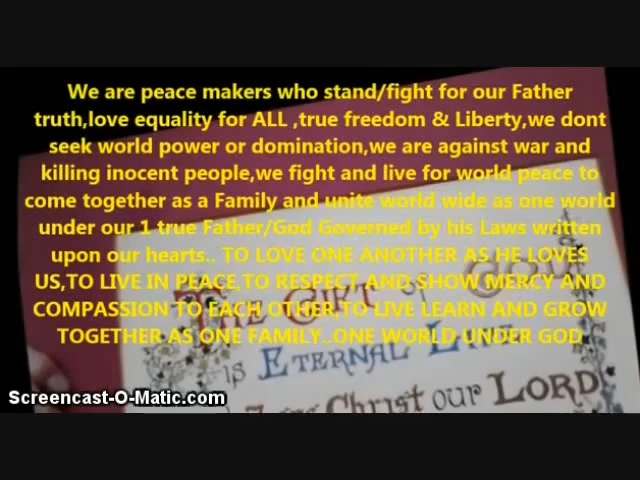 We are peace makers who stand/fight for our Father
truth,love equality for ALL ,true freedom & Liberty,we dont
seek world power or domination,we are against war and
killing inocent people,we fight and live for world peace to
come together as a Family and unite world wide as one world
under our 1 true Father/God Governed by his Laws written
upon our hearts.. TO LOVE ONE ANOTHER AS HE LOVES
US,TO LIVE IN PEACE,TO RESPECT AND SHOW MERCY AND
COMPASSION TO EACH OTHER,TO LIVE LEARN AND GROW
TOGETHER AS ONE FAMILY..ONE WORLD UNDER GOD
The GIFT of GOD
is ETERNAL
Christ our LORD
Screencast-O-Matic.com